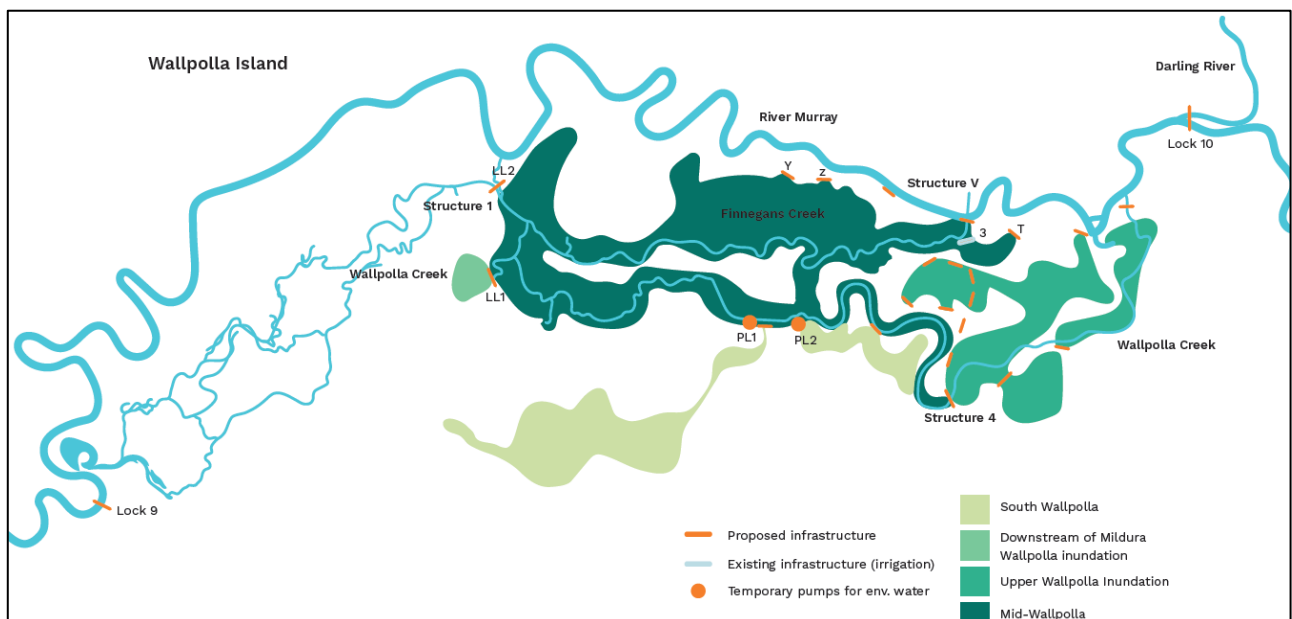 Wallpolla Island
Darling River
River Murray
Lock 10
LL2
Y
Z
Structure V
Structure 1
Finnegans Creek
3
T
Wallpolla Creek
LL1
PL1
PL2
Wallpolla Creek
Structure 4
Lock 9
Proposed infrastructure
Existing infrastructure (irrigation)
Temporary pumps for env. water
South Wallpolla
Downstream of Mildura
Wallpolla inundation
Upper Wallpolla Inundation
Mid-Wallpolla